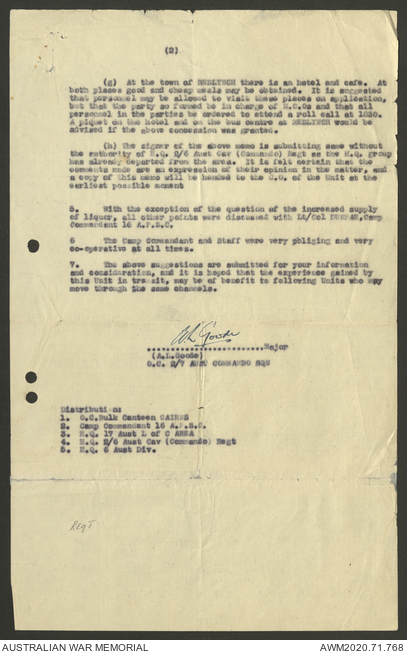 (2)
(g) At the town of REDLYNCH there is an hotel and cafe. At
both places good and cheap meals may be obtained. It is suggested
that personnel may be allowed to visit these places on application,
but that the party so formed be in charge of N.C.Os and that all
personnel in the parties be ordered to attend a roll call at 1830.
A piquet on the hotel and on the bus centre at REDLYNCH would be
advised if the above concession was granted.
(h) The signer of the above memo is submitting same without
the authority of H.Q 2/6 Aust Cav (Commando) Regt as the H.Q group
has already departed from the area. It is felt certain that the
comments made are an expression of their opinion in the matter, and
a copy of this memo will be handed to the C.O. of the Unit at the
earliest possible moment
5. With the exception of the question of the increased supply
of liquor, all other points were discussed with Lt/Col Camp
Commandant 16 A.P.S.C.
6 The Camp Commandant and Staff were very obliging and very
co-operative at all times.
7. The above suggestions are submitted for your information
and consideration, and it is hoped that the experience gained by
this Unit in transit, may be of benefit to following Units who may
move through the same channels.
A L Goode
........................Major
(A.L.Goode)
O.C. 2/7 AUST COMMANDO SQN
Distribution:
1. O.C.Bulk Canteen CAIRNS
2. Camp Commandant 16 A.P.S.C.
3. H.Q. 17 Aust L of C AREA
4. H.Q. 2/6 Aust Cav (Commando) Regt
5. H.Q. 6 Aust Div.
RegT
AUSTRALIAN WAR MEMORIAL
AWM2020.71.768